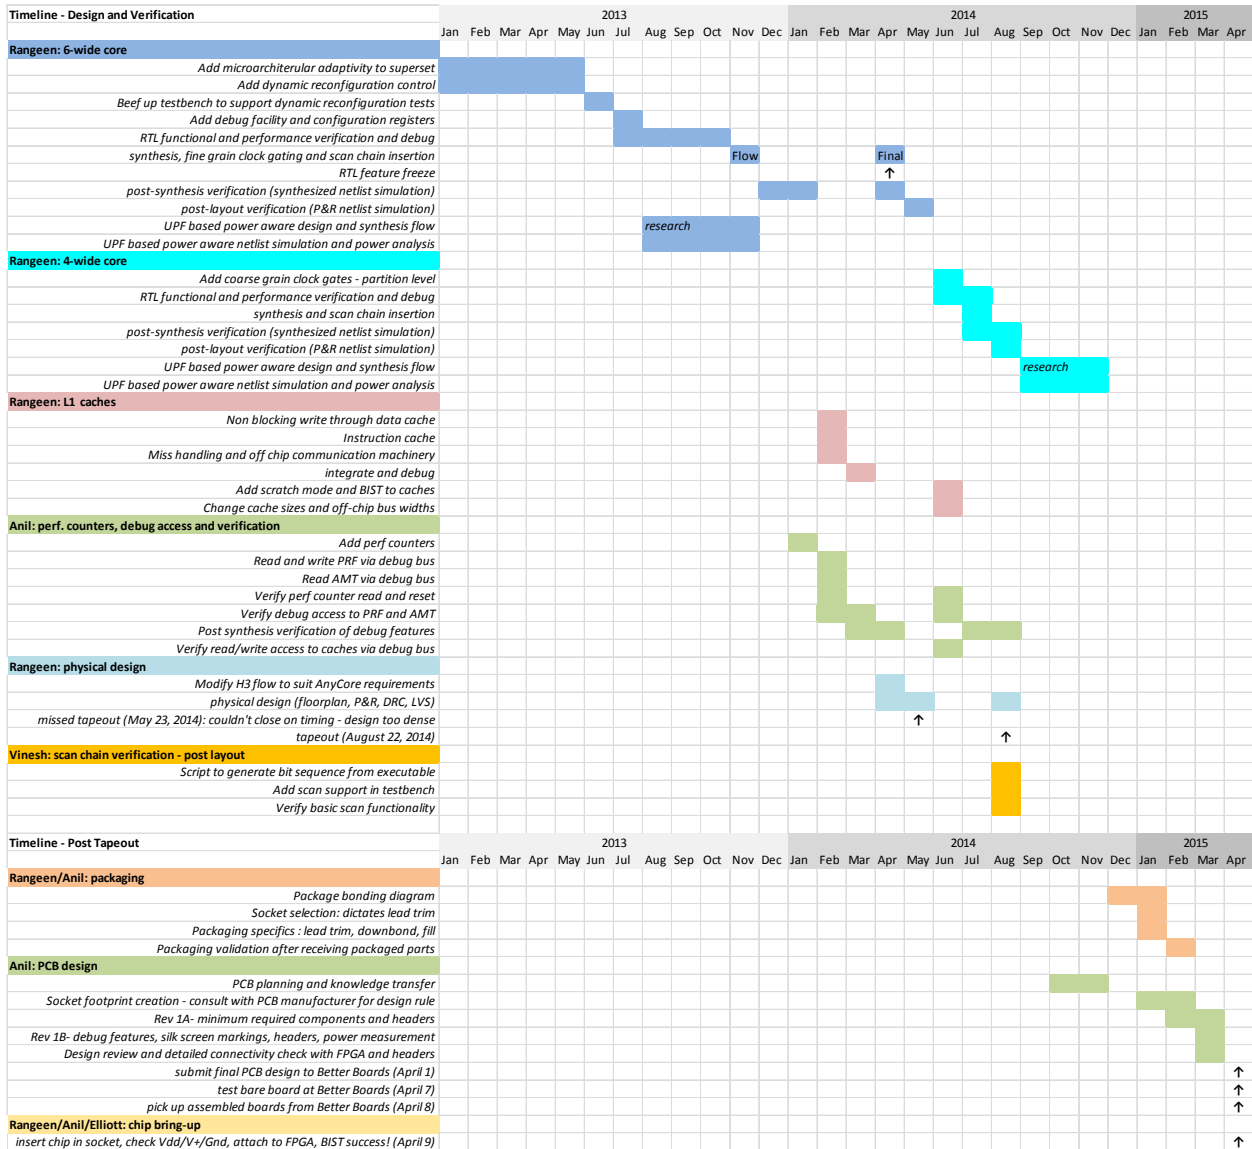 Timeline - Design and Verification 2013 2014 2015
Jan Feb Mar Apr May Jun Jul Aug Sep Oct Nov Dec Jan Feb Mar Apr May Jun Jul Aug Sep Oct Nov Dec Jan Feb Mar Apr
Rangeen: 6-wide core
Add microarchiterular adaptivity to superset
Add dynamic reconfiguration control
Beef up testbench to support dynamic reconfiguration tests
Add debug facility and configuration registers
RTL functional and performance verification and debug
synthesis, fine grain clock gating and scan chain insertion Flow Final
RTL feature freeze ↑
post-synthesis verification (synthesized netlist simulation)
post-layout verification (P&R netlist simulation)
UPF based power aware design and synthesis flow research
UPF based power aware netlist simulation and power analysis
Rangeen: 4-wide core
Add coarse grain clock gates - partition level
RTL functional and performance verification and debug
synthesis and scan chain insertion
post-synthesis verification (synthesized netlist simulation)
post-layout verification (P&R netlist simulation)
UPF based power aware design and synthesis flow research
UPF based power aware netlist simulation and power analysis
Rangeen: L1 caches
Non blocking write through data cache
Instruction cache
Miss handling and off chip communication machinery
integrate and debug
Add scratch mode and BIST to caches
Change cache sizes and off-chip bus widths
Anil: perf. counters, debug access and verification
Add perf counters
Read and write PRF via debug bus
Read AMT via debug bus
Verify perf counter read and reset
Verify debug access to PRF and AMT
Post synthesis verification of debug features
Verify read/write access to caches via debug bus
Rangeen: physical design
Modify H3 flow to suit AnyCore requirements
physical design (floorplan, P&R, DRC, LVS)
missed tapeout (May 23, 2014): couldn't close on timing - design too dense ↑
tapeout (August 22, 2014) ↑
Vinesh: scan chain verification - post layout
Script to generate bit sequence from executable
Add scan support in testbench
Verify basic scan functionality
Timeline - Post Tapeout 2013 2014 2015
Jan Feb Mar Apr May Jun Jul Aug Sep Oct Nov Dec Jan Feb Mar Apr May Jun Jul Aug Sep Oct Nov Dec Jan Feb Mar Apr
Rangeen/Anil: packaging
Package bonding diagram
Socket selection: dictates lead trim
Packaging specifics : lead trim, downbond, fill
Packaging validation after receiving packaged parts
Anil: PCB design
PCB planning and knowledge transfer
Socket footprint creation - consult with PCB manufacturer for design rule
Rev 1A- minimum required components and headers
Rev 1B- debug features, silk screen markings, headers, power measurement
Design review and detailed connectivity check with FPGA and headers
submit final PCB design to Better Boards (April 1) ↑
test bare board at Better Boards (April 7) ↑
pick up assembled boards from Better Boards (April 8) ↑
Rangeen/Anil/Elliott: chip bring-up
insert chip in socket, check Vdd/V+/Gnd, attach to FPGA, BIST success! (April 9) ↑